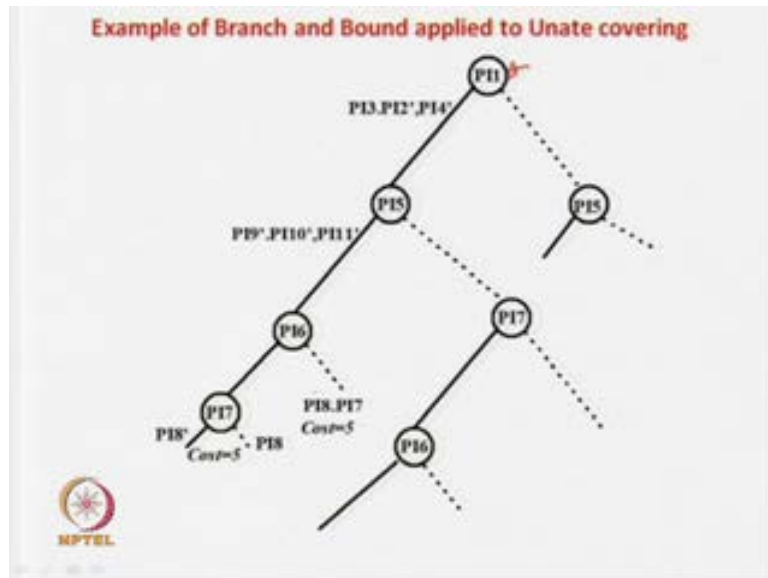 Example of Branch and Bound applied to Unate covering
PI1
PI3.PI2',PI4'
PI5
PI5
PI9'.PI10',PI11'
PI7
PI6
PI7
PI8.PI7
Cost=5
PI8'
PI8
Cost=5
PI6
NPTEL